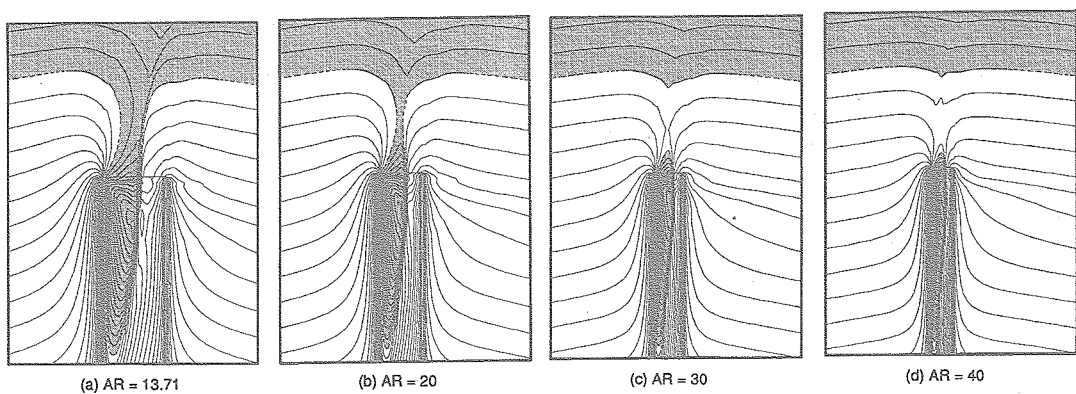 (a) AR = 13.71
(b) AR = 20
(c) AR = 30
(d) AR = 40